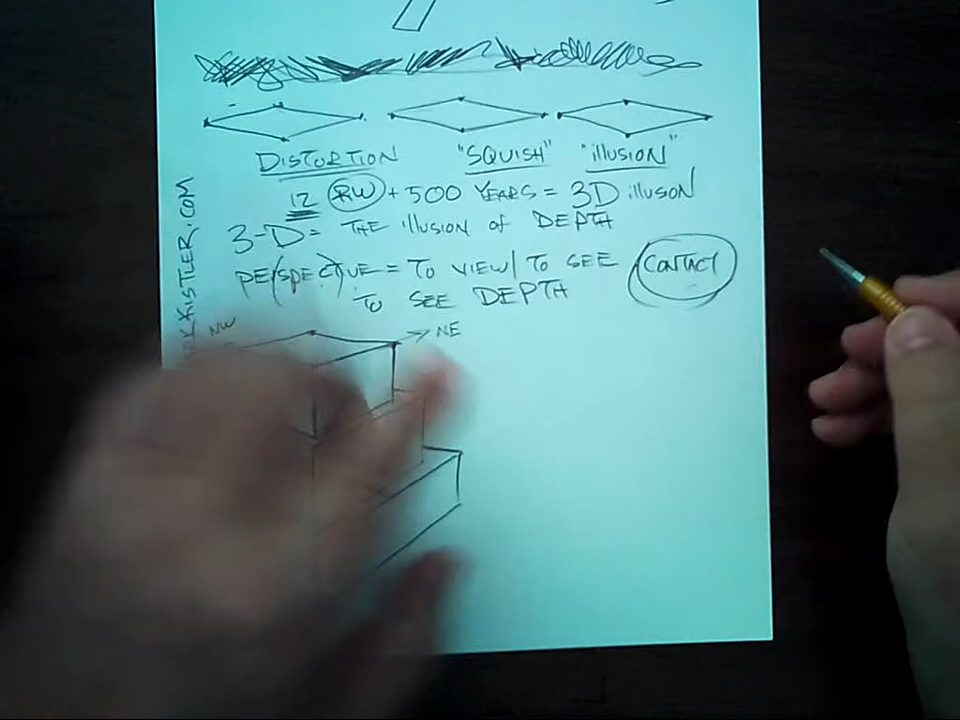 DISTORTION "SQUISH" "illUSION"
12 RW + 500 YEARS = 3D illUSON
3-D = THE illUSION of DEPTH
PERSPECTIVE = TO VIEW/TO SEE
TO SEE DEPTH
CONTACT
KISTLER.COM
NW
NE